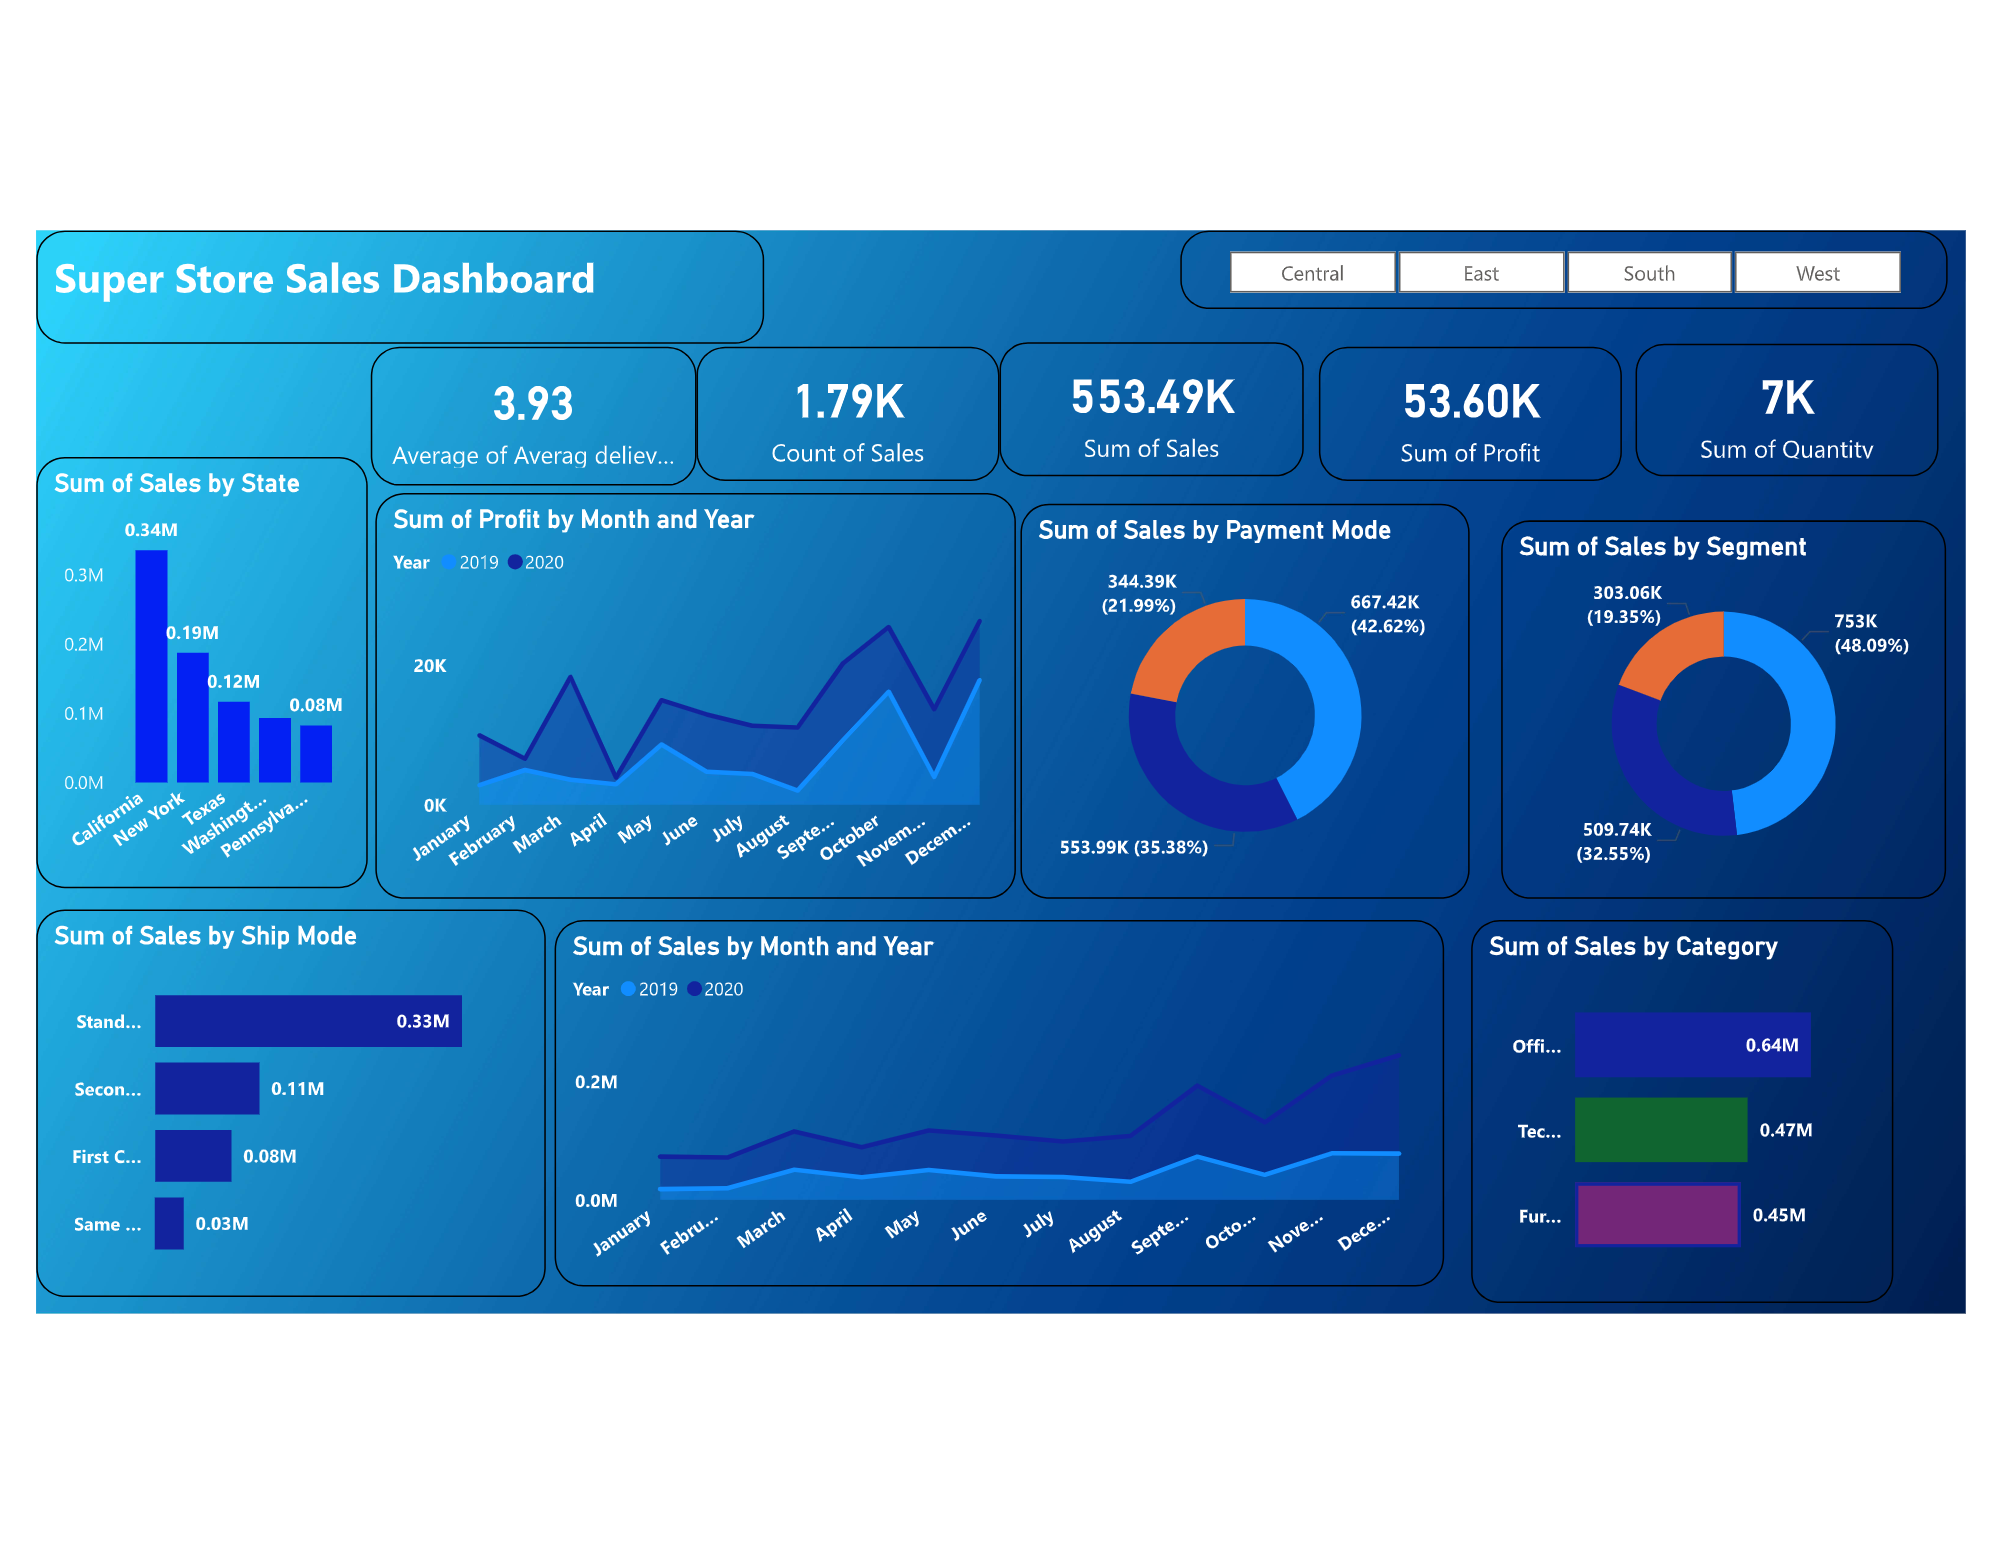 Super Store Sales Dashboard
Central East South West
3.93
Average of Averag deliev...
1.79K
Count of Sales
553.49K
Sum of Sales
53.60K
Sum of Profit
7K
Sum of Quantity
Sum of Sales by State
0.34M
0.3M
0.19M
0.2M
0.12M
0.08M
0.1M
0.0M
California
New York
Texas
Washingt...
Pennsylva...
Sum of Profit by Month and Year
Year 2019 2020
20K
0K
January
February
March
April
May
June
July
August
Septe...
October
Novem...
Decem...
Sum of Sales by Payment Mode
344.39K
(21.99%)
667.42K
(42.62%)
553.99K (35.38%)
Sum of Sales by Segment
303.06K
(19.35%)
753K
(48.09%)
509.74K
(32.55%)
Sum of Sales by Ship Mode
Stand... 0.33M
Secon... 0.11M
First C... 0.08M
Same ... 0.03M
Sum of Sales by Month and Year
Year 2019 2020
0.2M
0.0M
January
Febru...
March
April
May
June
July
August
Septe...
Octo...
Nove...
Dece...
Sum of Sales by Category
Offi... 0.64M
Tec... 0.47M
Fur... 0.45M